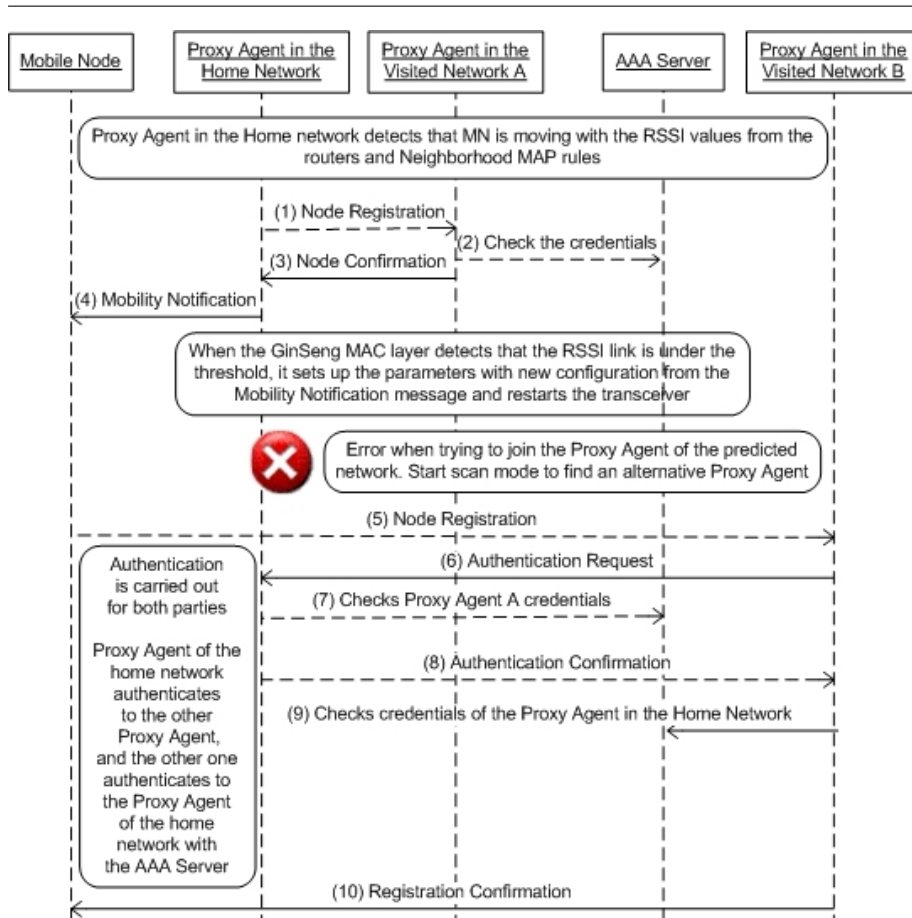 Mobile Node
Proxy Agent in the
Home Network
Proxy Agent in the
Visited Network A
AAA Server
Proxy Agent in the
Visited Network B
Proxy Agent in the Home network detects that MN is moving with the RSSI values from the
routers and Neighborhood MAP rules
(1) Node Registration
(2) Check the credentials
(3) Node Confirmation
(4) Mobility Notification
When the GinSeng MAC layer detects that the RSSI link is under the
threshold, it sets up the parameters with new configuration from the
Mobility Notification message and restarts the transceiver
Error when trying to join the Proxy Agent of the predicted
network. Start scan mode to find an alternative Proxy Agent
(5) Node Registration
(6) Authentication Request
(7) Checks Proxy Agent A credentials
(8) Authentication Confirmation
(9) Checks credentials of the Proxy Agent in the Home Network
Authentication
is carried out
for both parties
Proxy Agent of the
home network
authenticates
to the other
Proxy Agent,
and the other one
authenticates to
the Proxy Agent
of the home
network with
the AAA Server
(10) Registration Confirmation